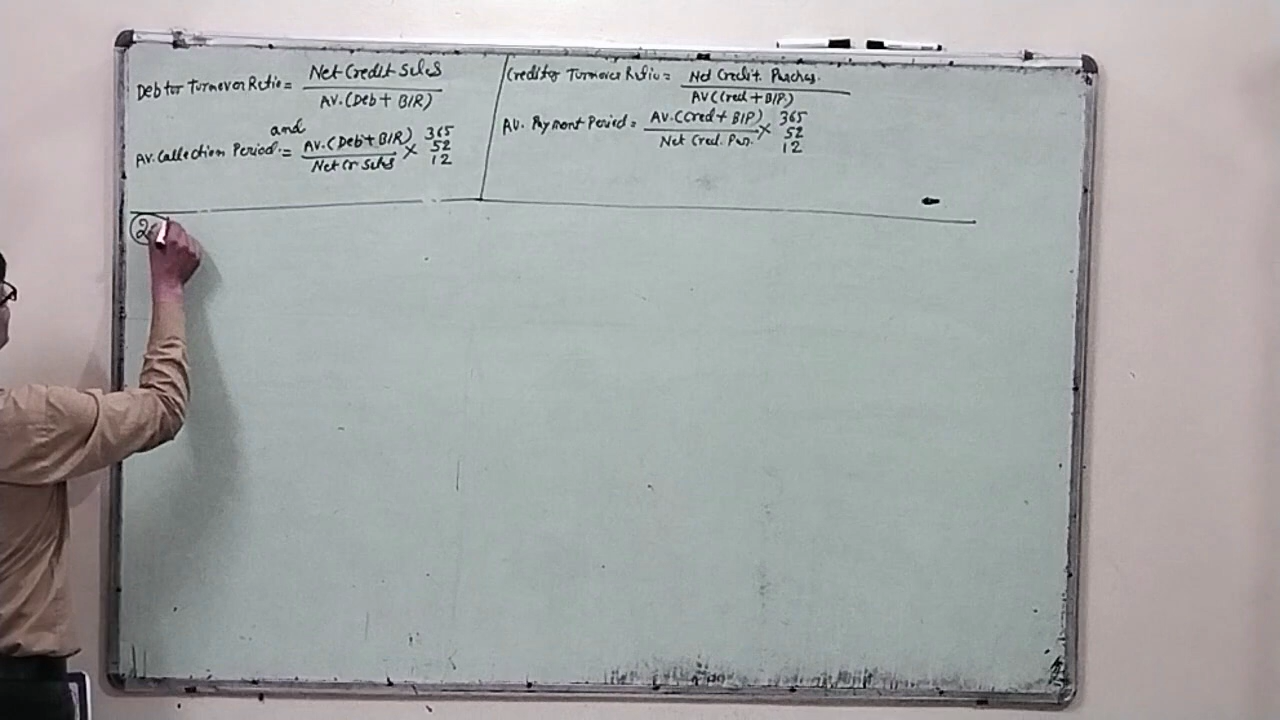 Debtor Turnover Ratio = Net Credit Sales
AV. (Deb + B/R)
and
AV. Collection Period = AV. (Deb + B/R) × 365
52
Net Cr Sales 12
Creditor Turnover Ratio = Net Credit. Purchas.
AV (Cred + B/P)
AV. Payment Period = AV. (Cred + B/P) × 365
52
Net Cred. Pur. 12